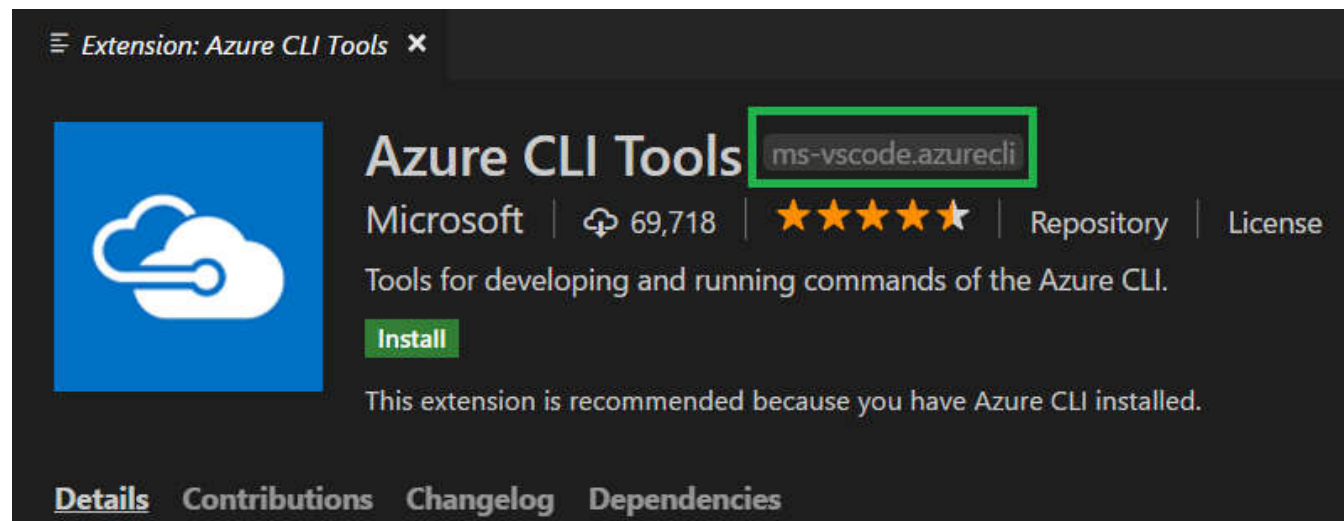 Extension: Azure CLI Tools
Azure CLI Tools ms-vscode.azurecli
Microsoft | 69,718 | Repository | License
Tools for developing and running commands of the Azure CLI.
Install
This extension is recommended because you have Azure CLI installed.
Details Contributions Changelog Dependencies